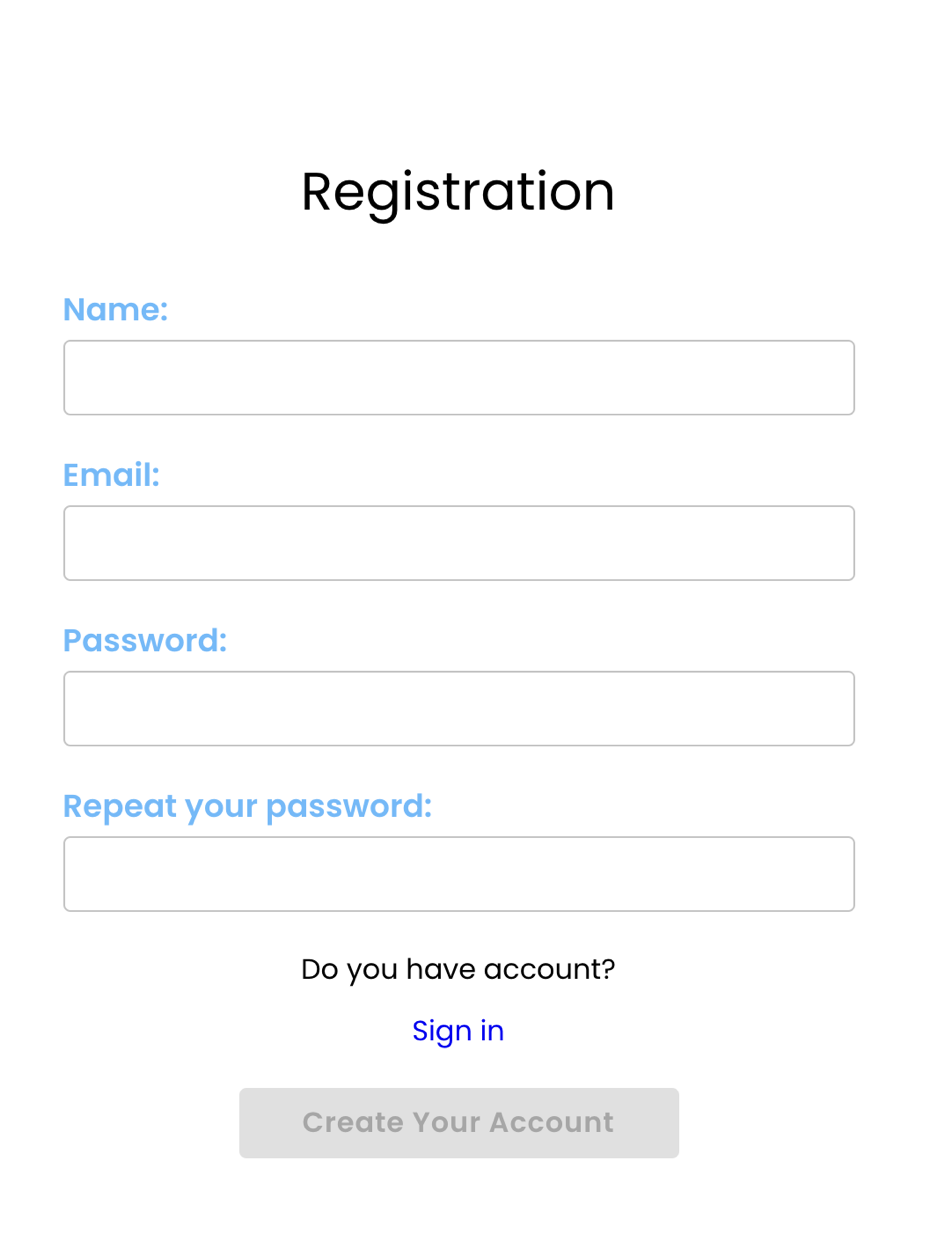 Registration
Name:
Email:
Password:
Repeat your password:
Do you have account?
Sign in
Create Your Account